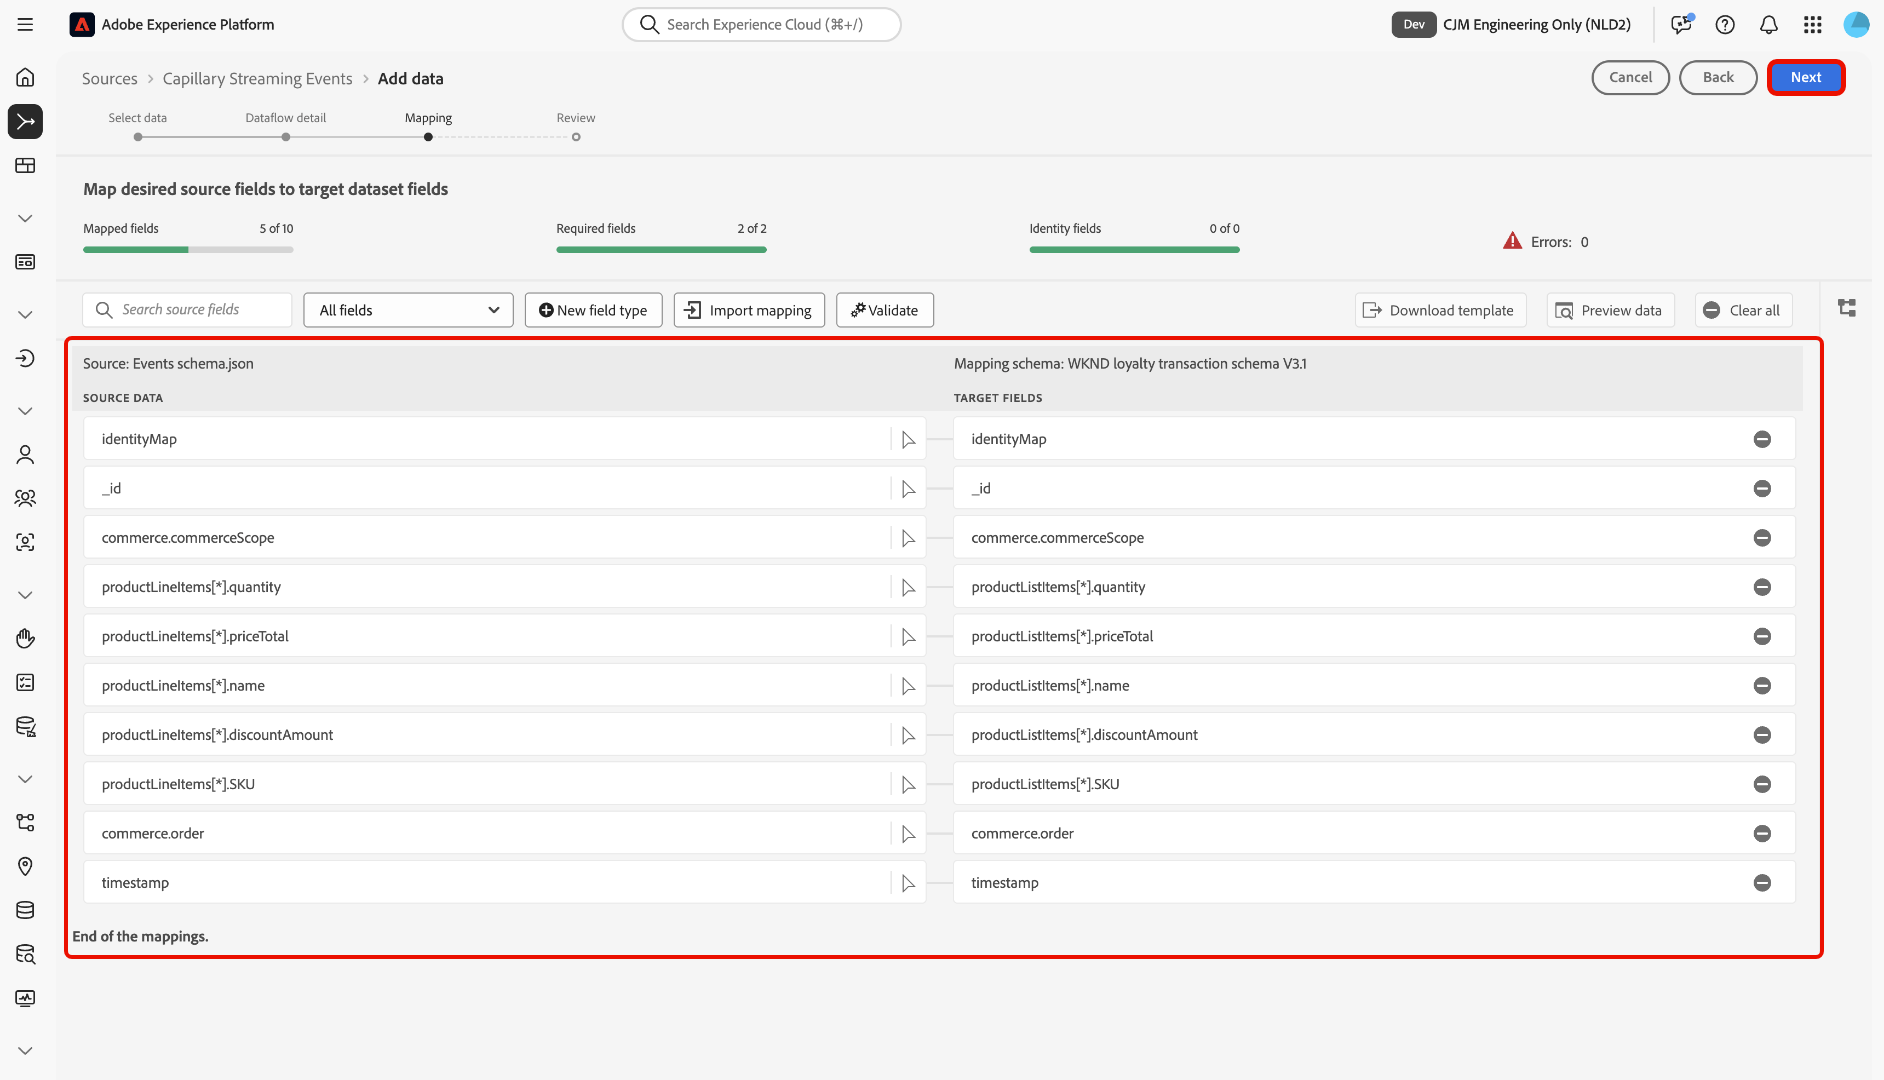 Adobe Experience Platform
Search Experience Cloud (⌘+/)
Dev CJM Engineering Only (NLD2)
Sources > Capillary Streaming Events > Add data
Cancel Back Next
Select data Dataflow detail Mapping Review
Map desired source fields to target dataset fields
Mapped fields 5 of 10 Required fields 2 of 2 Identity fields 0 of 0
Errors: 0
Search source fields All fields New field type Import mapping Validate Download template Preview data Clear all
Source: Events schema.json Mapping schema: WKND loyalty transaction schema V3.1
SOURCE DATA TARGET FIELDS
identityMap identityMap
_id _id
commerce.commerceScope commerce.commerceScope
productLineItems[*].quantity productListItems[*].quantity
productLineItems[*].priceTotal productListItems[*].priceTotal
productLineItems[*].name productListItems[*].name
productLineItems[*].discountAmount productListItems[*].discountAmount
productLineItems[*].SKU productListItems[*].SKU
commerce.order commerce.order
timestamp timestamp
End of the mappings.